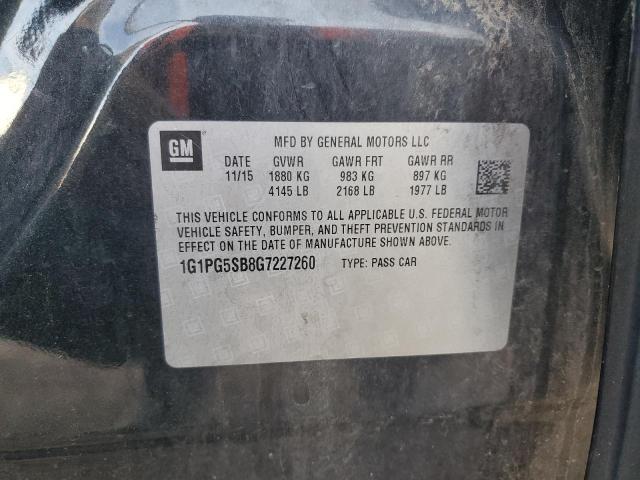 GM
MFD BY GENERAL MOTORS LLC
DATE GVWR GAWR FRT GAWR RR
11/15 1880 KG 983 KG 897 KG
4145 LB 2168 LB 1977 LB
THIS VEHICLE CONFORMS TO ALL APPLICABLE U.S. FEDERAL MOTOR
VEHICLE SAFETY, BUMPER, AND THEFT PREVENTION STANDARDS IN
EFFECT ON THE DATE OF MANUFACTURE SHOWN ABOVE.
1G1PG5SB8G7227260 TYPE: PASS CAR